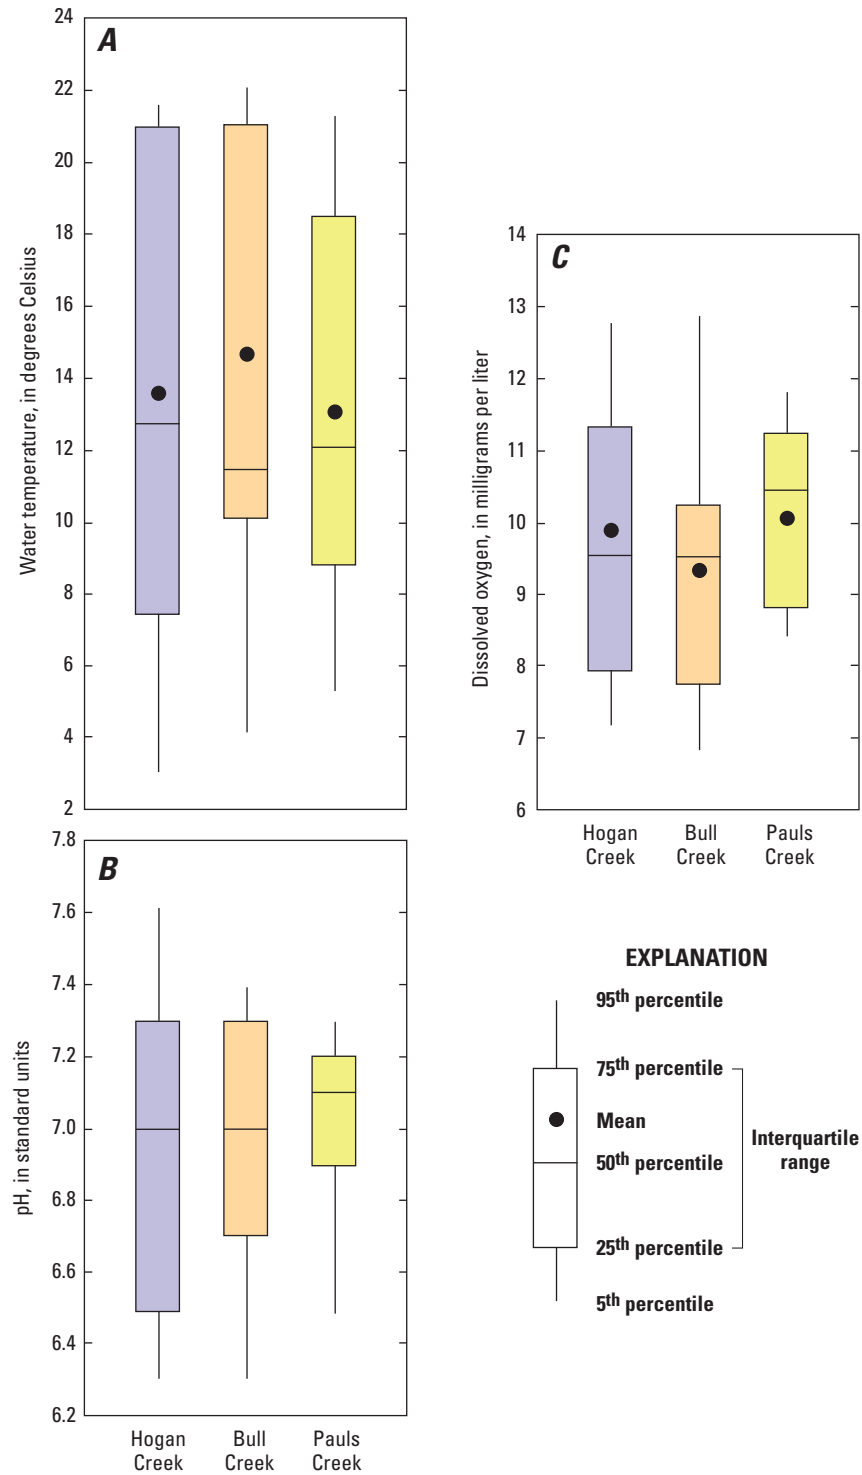 A
24
22
20
18
16
14
12
10
8
6
4
2
Water temperature, in degrees Celsius
B
7.8
7.6
7.4
7.2
7.0
6.8
6.6
6.4
6.2
pH, in standard units
Hogan
Creek
Bull
Creek
Pauls
Creek
C
14
13
12
11
10
9
8
7
6
Dissolved oxygen, in milligrams per liter
Hogan
Creek
Bull
Creek
Pauls
Creek
EXPLANATION
95th percentile
75th percentile
Mean
50th percentile
25th percentile
5th percentile
Interquartile
range